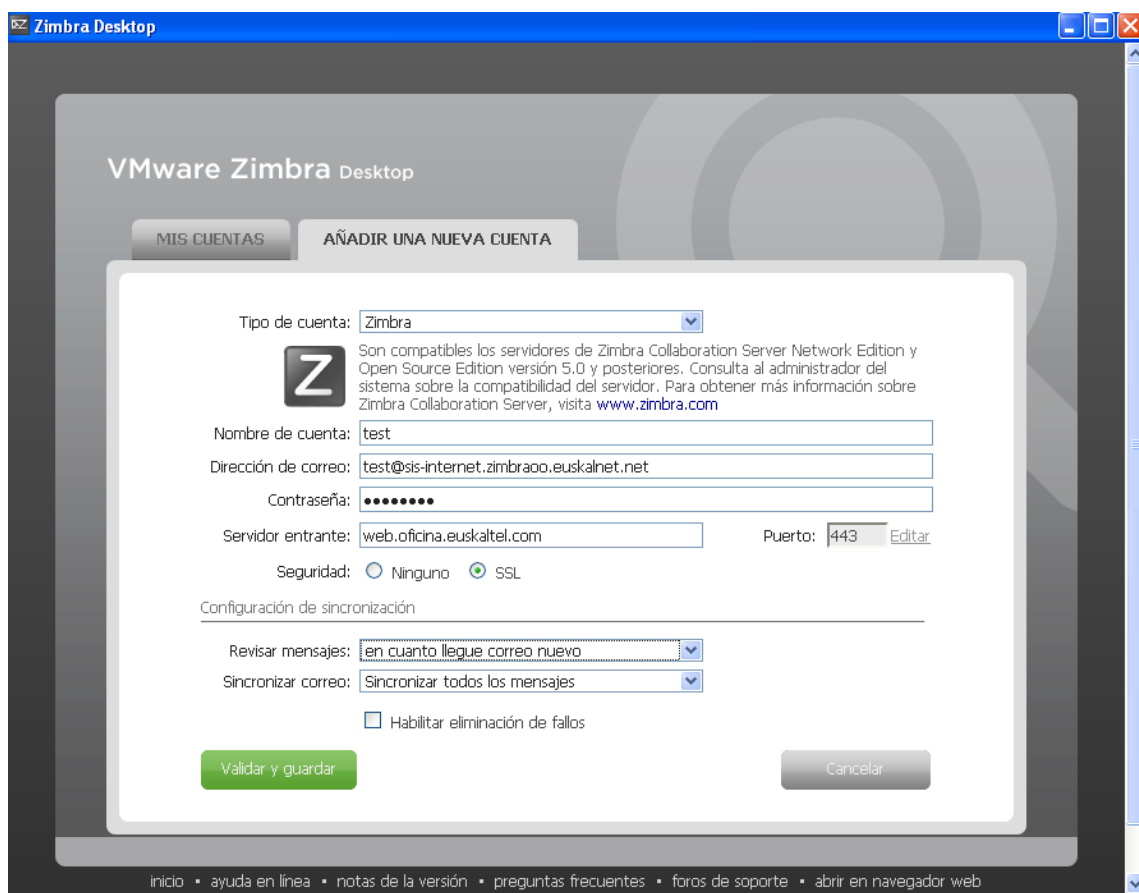 Zimbra Desktop
VMware Zimbra Desktop
MIS CUENTAS
AÑADIR UNA NUEVA CUENTA
Tipo de cuenta: Zimbra
Son compatibles los servidores de Zimbra Collaboration Server Network Edition y
Open Source Edition versión 5.0 y posteriores. Consulta al administrador del
sistema sobre la compatibilidad del servidor. Para obtener más información sobre
Zimbra Collaboration Server, visita www.zimbra.com
Nombre de cuenta: test
Dirección de correo: test@sis-internet.zimbraoo.euskalnet.net
Contraseña: ••••••••
Servidor entrante: web.oficina.euskaltel.com Puerto: 443 Editar
Seguridad: Ninguno SSL
Configuración de sincronización
Revisar mensajes: en cuanto llegue correo nuevo
Sincronizar correo: Sincronizar todos los mensajes
Habilitar eliminación de fallos
Validar y guardar Cancelar
inicio ▪ ayuda en línea ▪ notas de la versión ▪ preguntas frecuentes ▪ foros de soporte ▪ abrir en navegador web